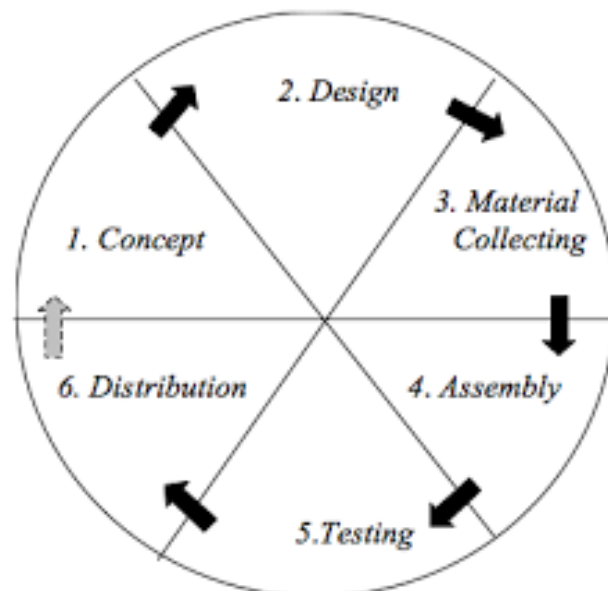 1. Concept
2. Design
3. Material
Collecting
4. Assembly
5.Testing
6. Distribution